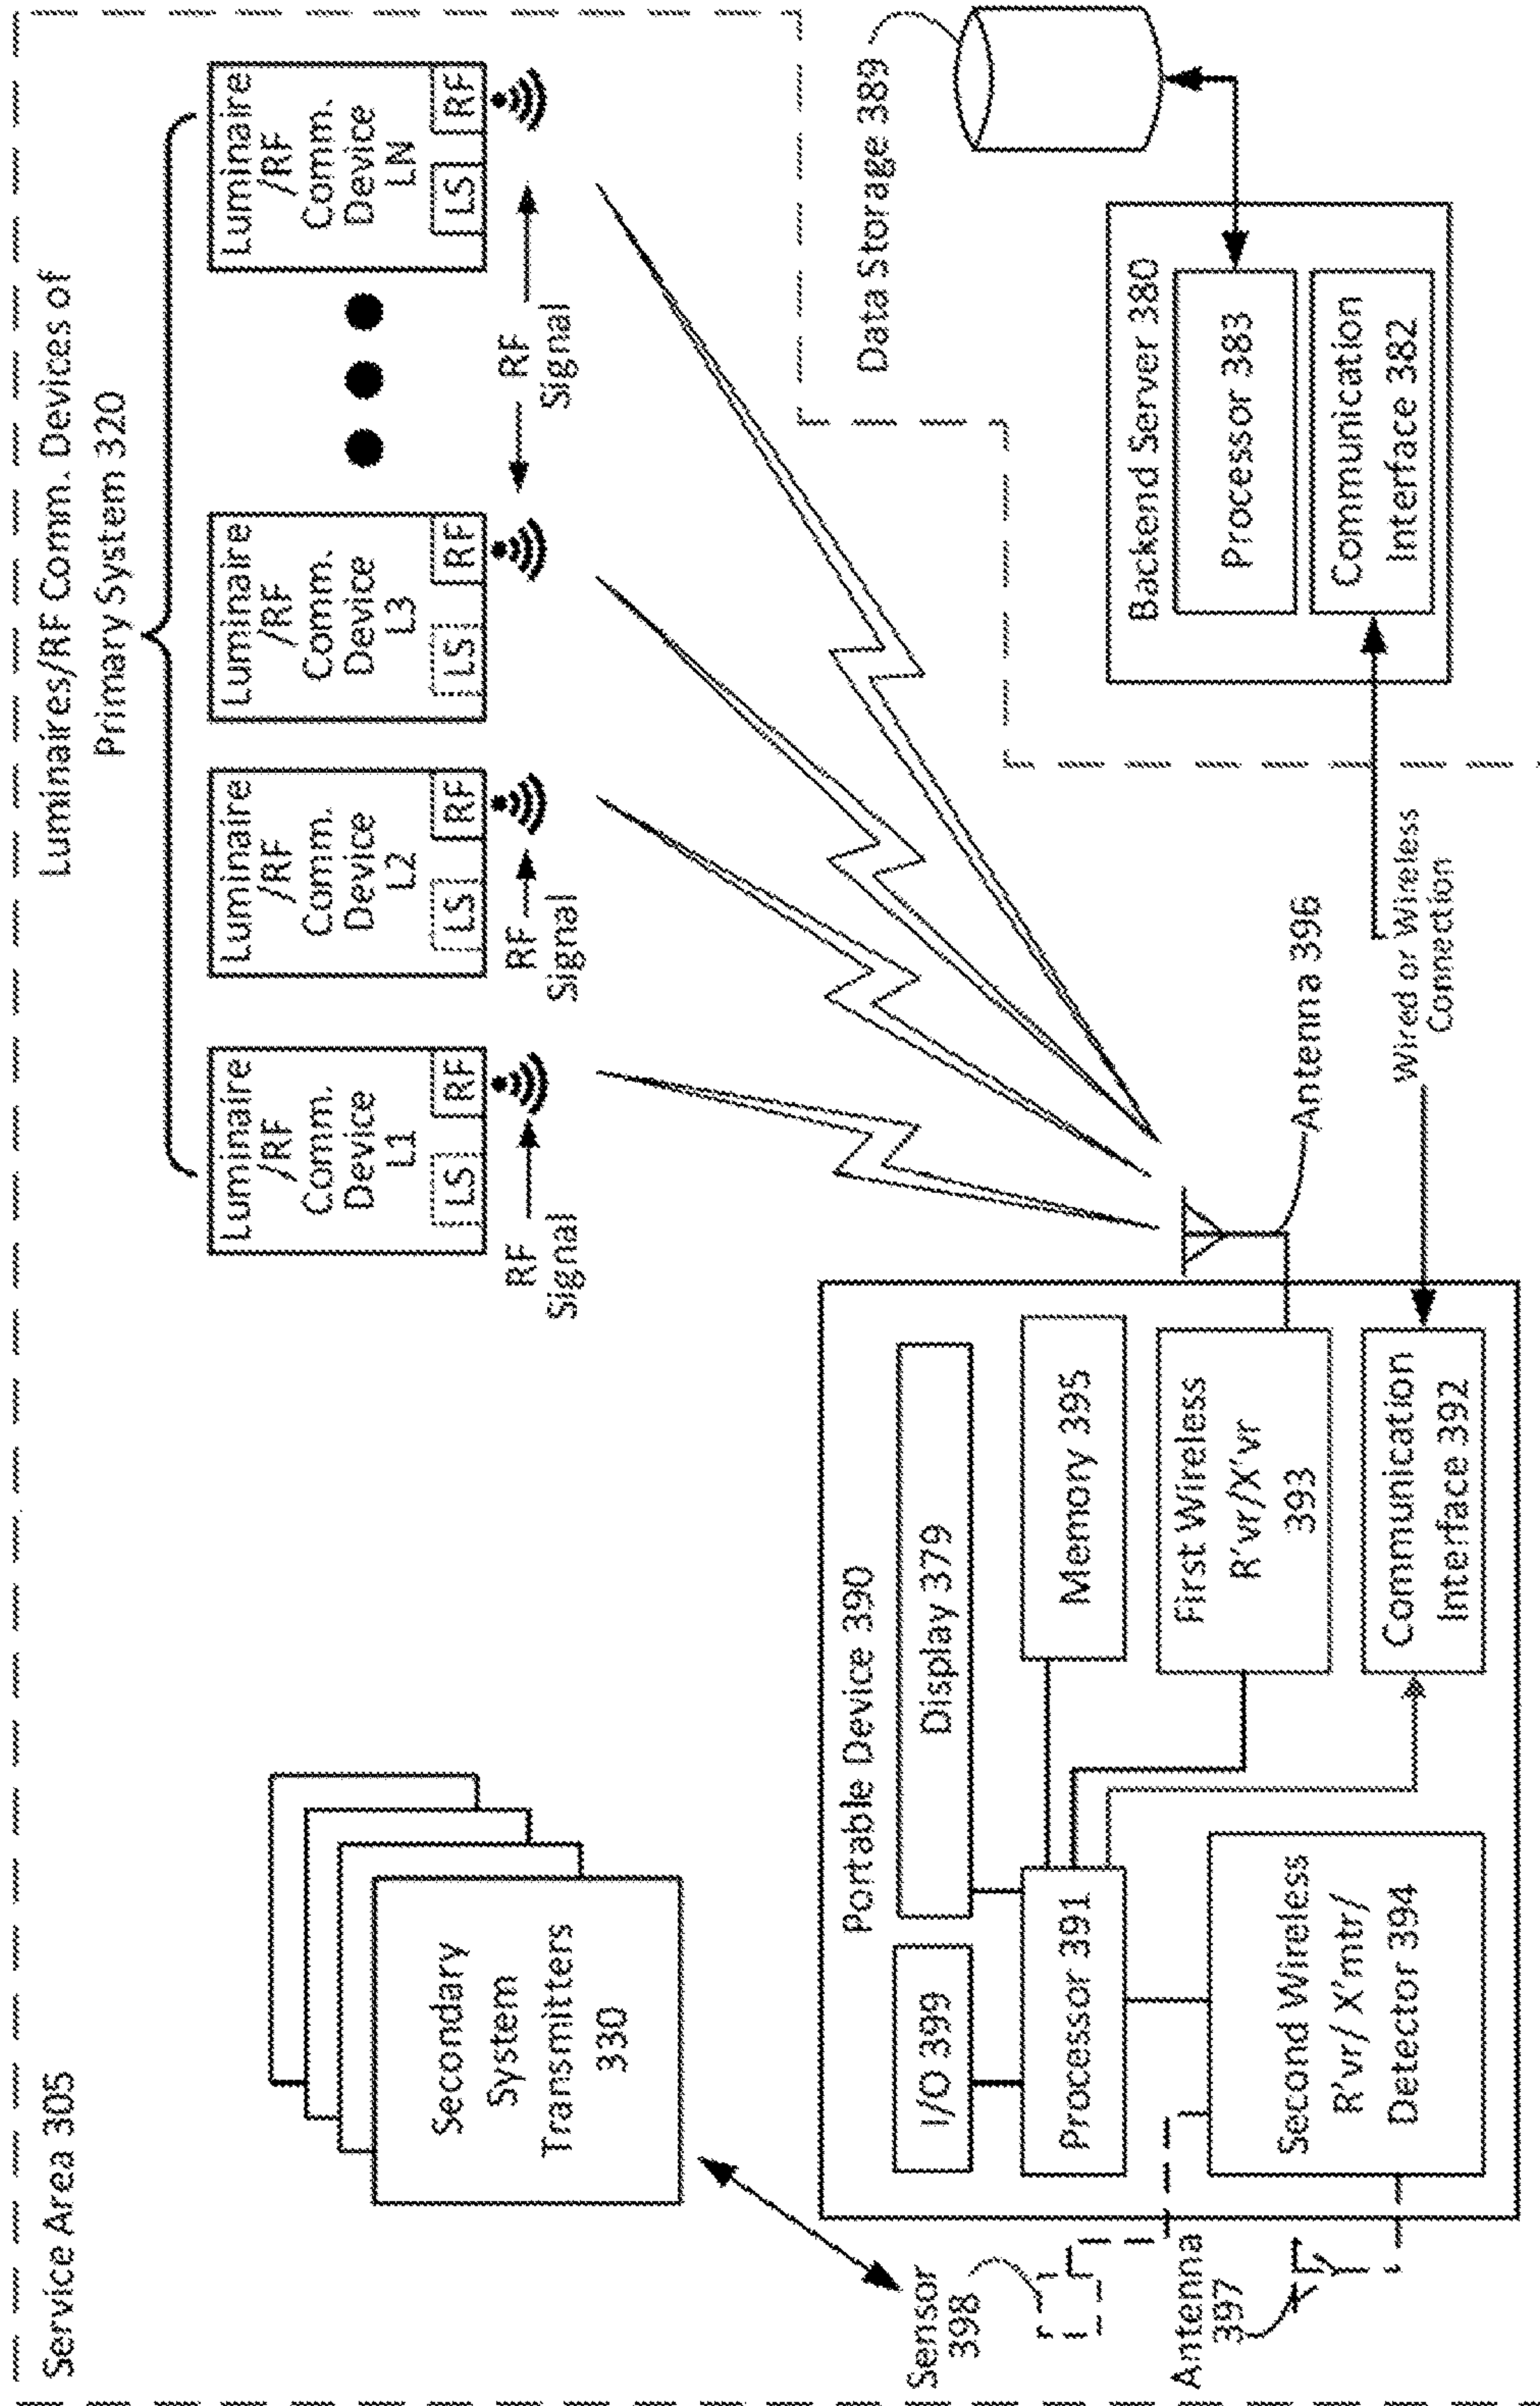 Service Area 305
Luminaires/RF Comm. Devices of
Primary System 320
Luminaire
/RF
Comm.
Device
L1
LS
RF
Luminaire
/RF
Comm.
Device
L2
LS
RF
Luminaire
/RF
Comm.
Device
L3
LS
RF
Luminaire
/RF
Comm.
Device
LN
LS
RF
RF
Signal
RF
Signal
RF
Signal
Secondary
System
Transmitters
330
Sensor
398
Antenna
397
Portable Device 390
I/O 399
Display 379
Processor 391
Memory 395
Second Wireless
R'vr/ X'mtr/
Detector 394
First Wireless
R'vr/X'vr
393
Communication
Interface 392
Antenna 396
Wired or Wireless
Connection
Data Storage 389
Backend Server 380
Processor 383
Communication
Interface 382